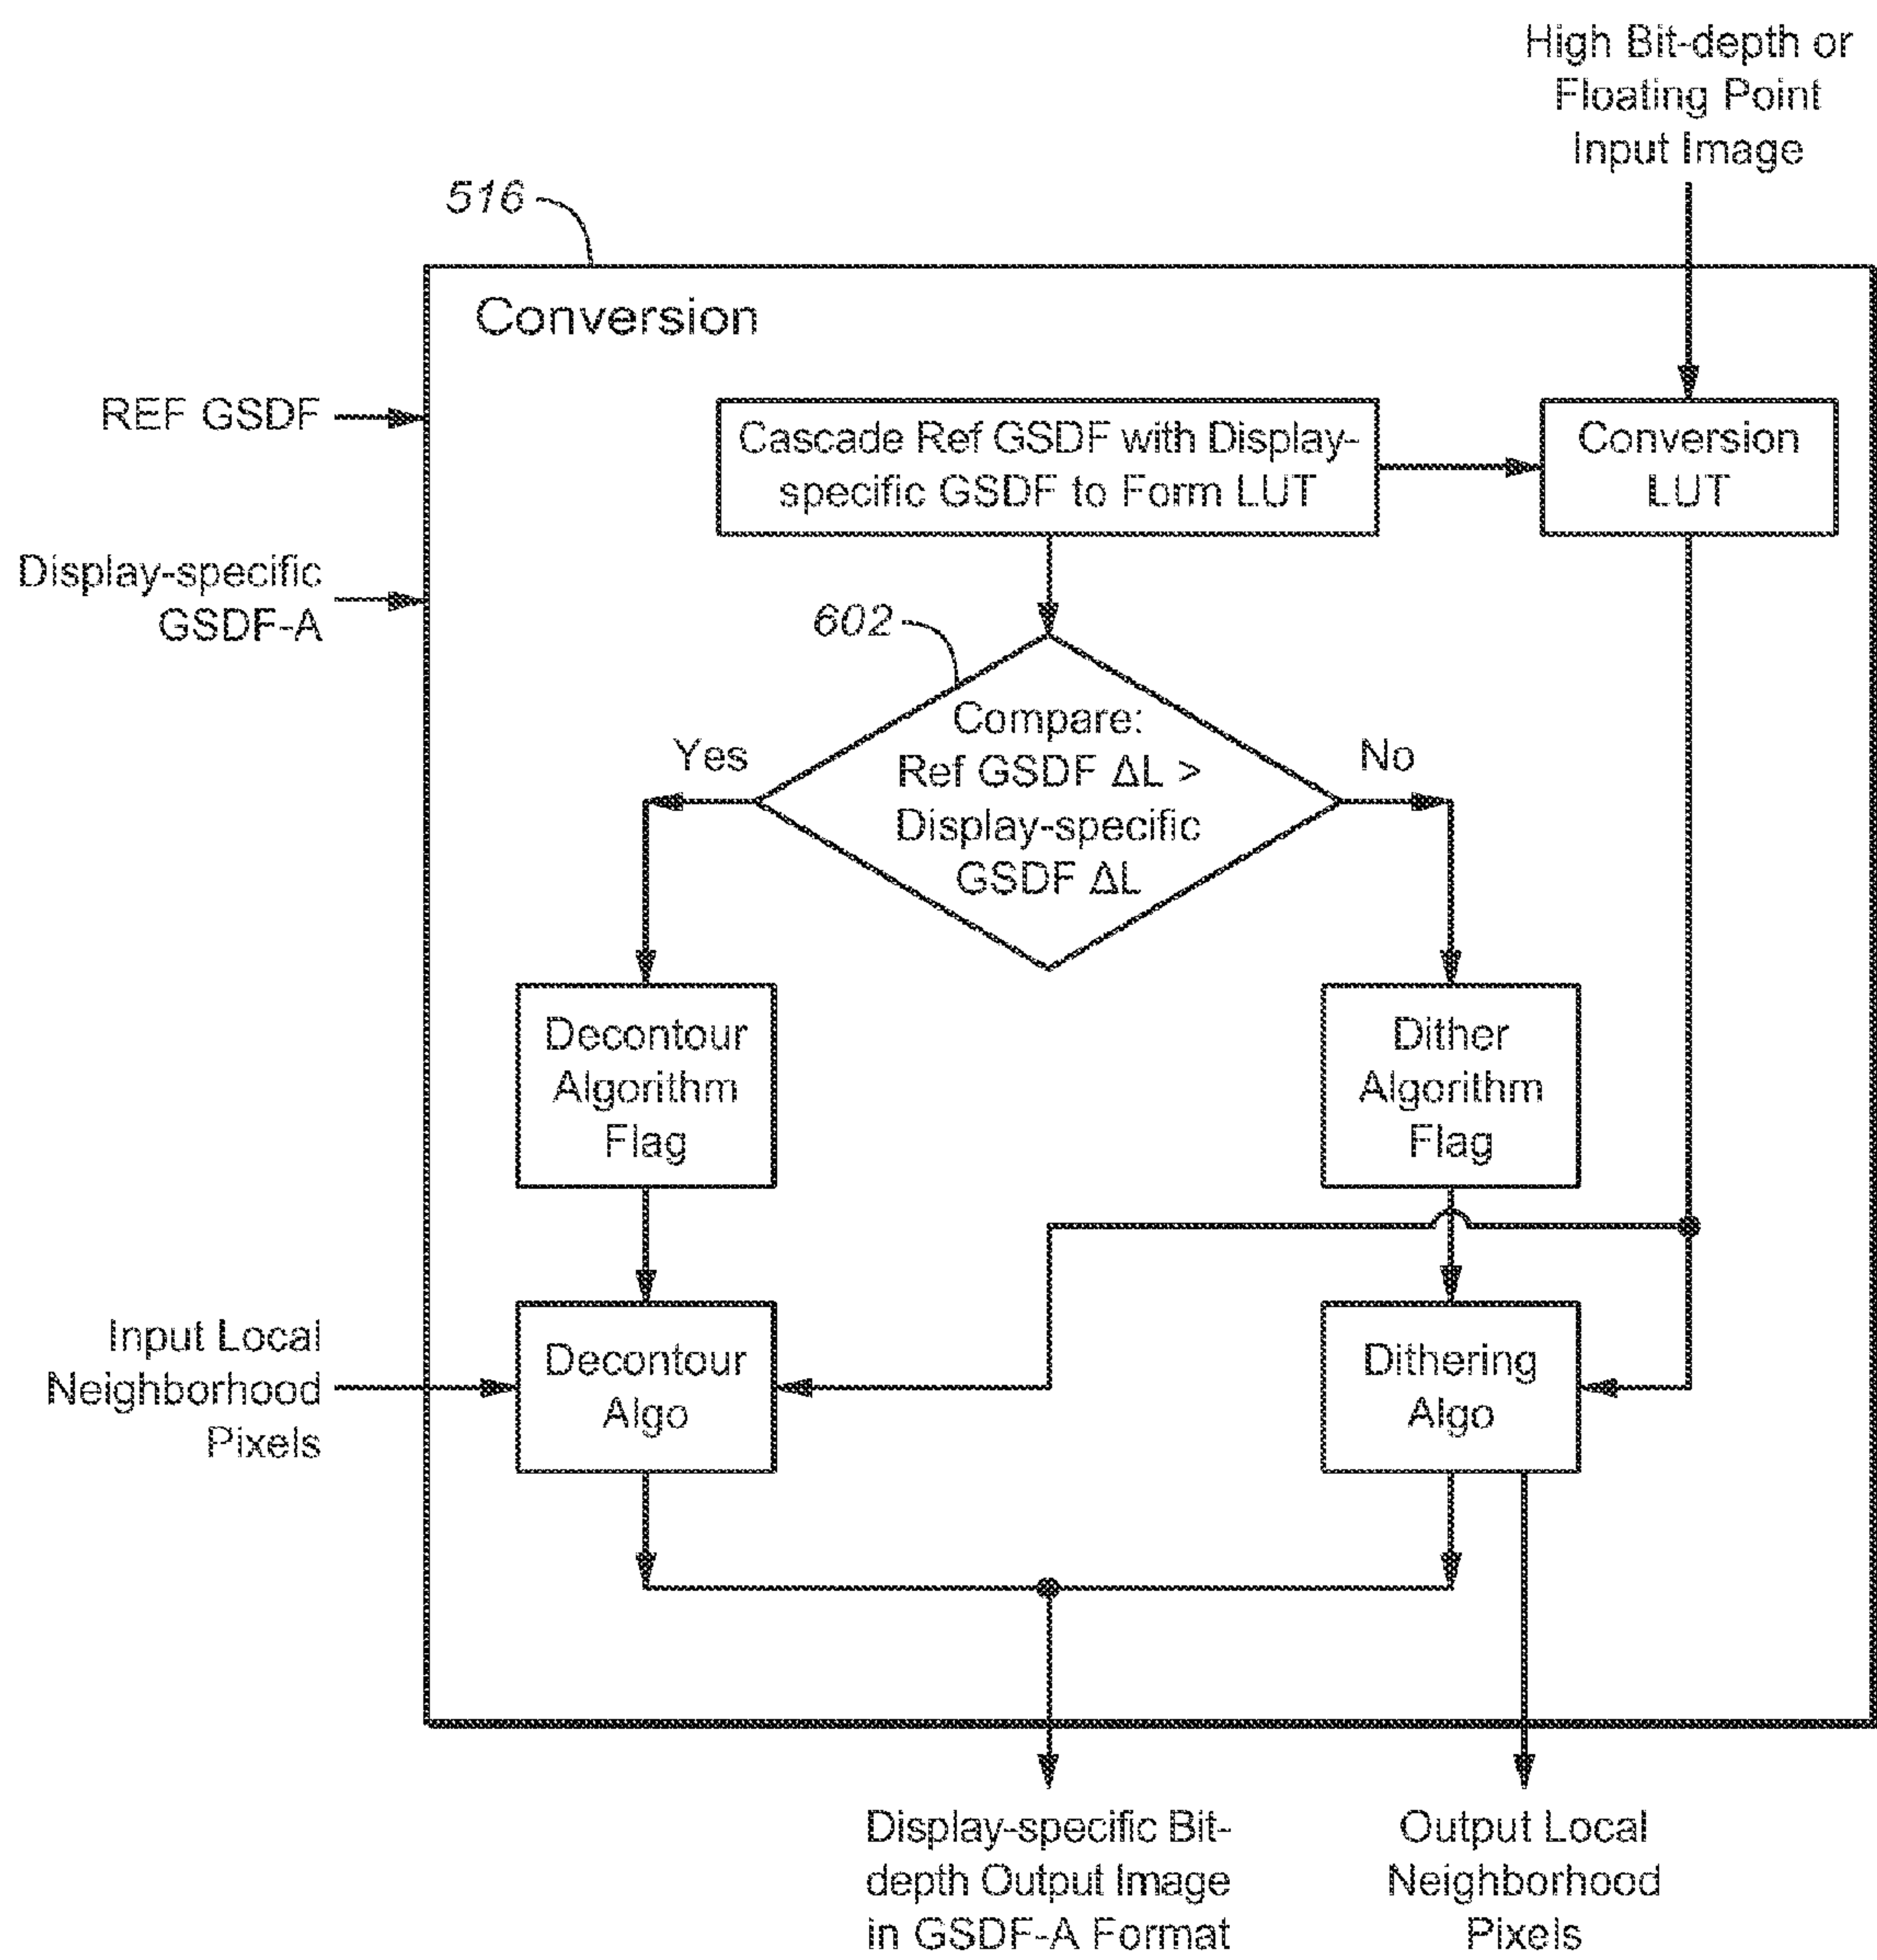 High Bit-depth or
Floating Point
Input Image
516
Conversion
REF GSDF
Cascade Ref GSDF with Display-
specific GSDF to Form LUT
Conversion
LUT
Display-specific
GSDF-A
602
Compare:
Ref GSDF ΔL >
Display-specific
GSDF ΔL
Yes
No
Decontour
Algorithm
Flag
Dither
Algorithm
Flag
Input Local
Neighborhood
Pixels
Decontour
Algo
Dithering
Algo
Display-specific Bit-
depth Output Image
in GSDF-A Format
Output Local
Neighborhood
Pixels